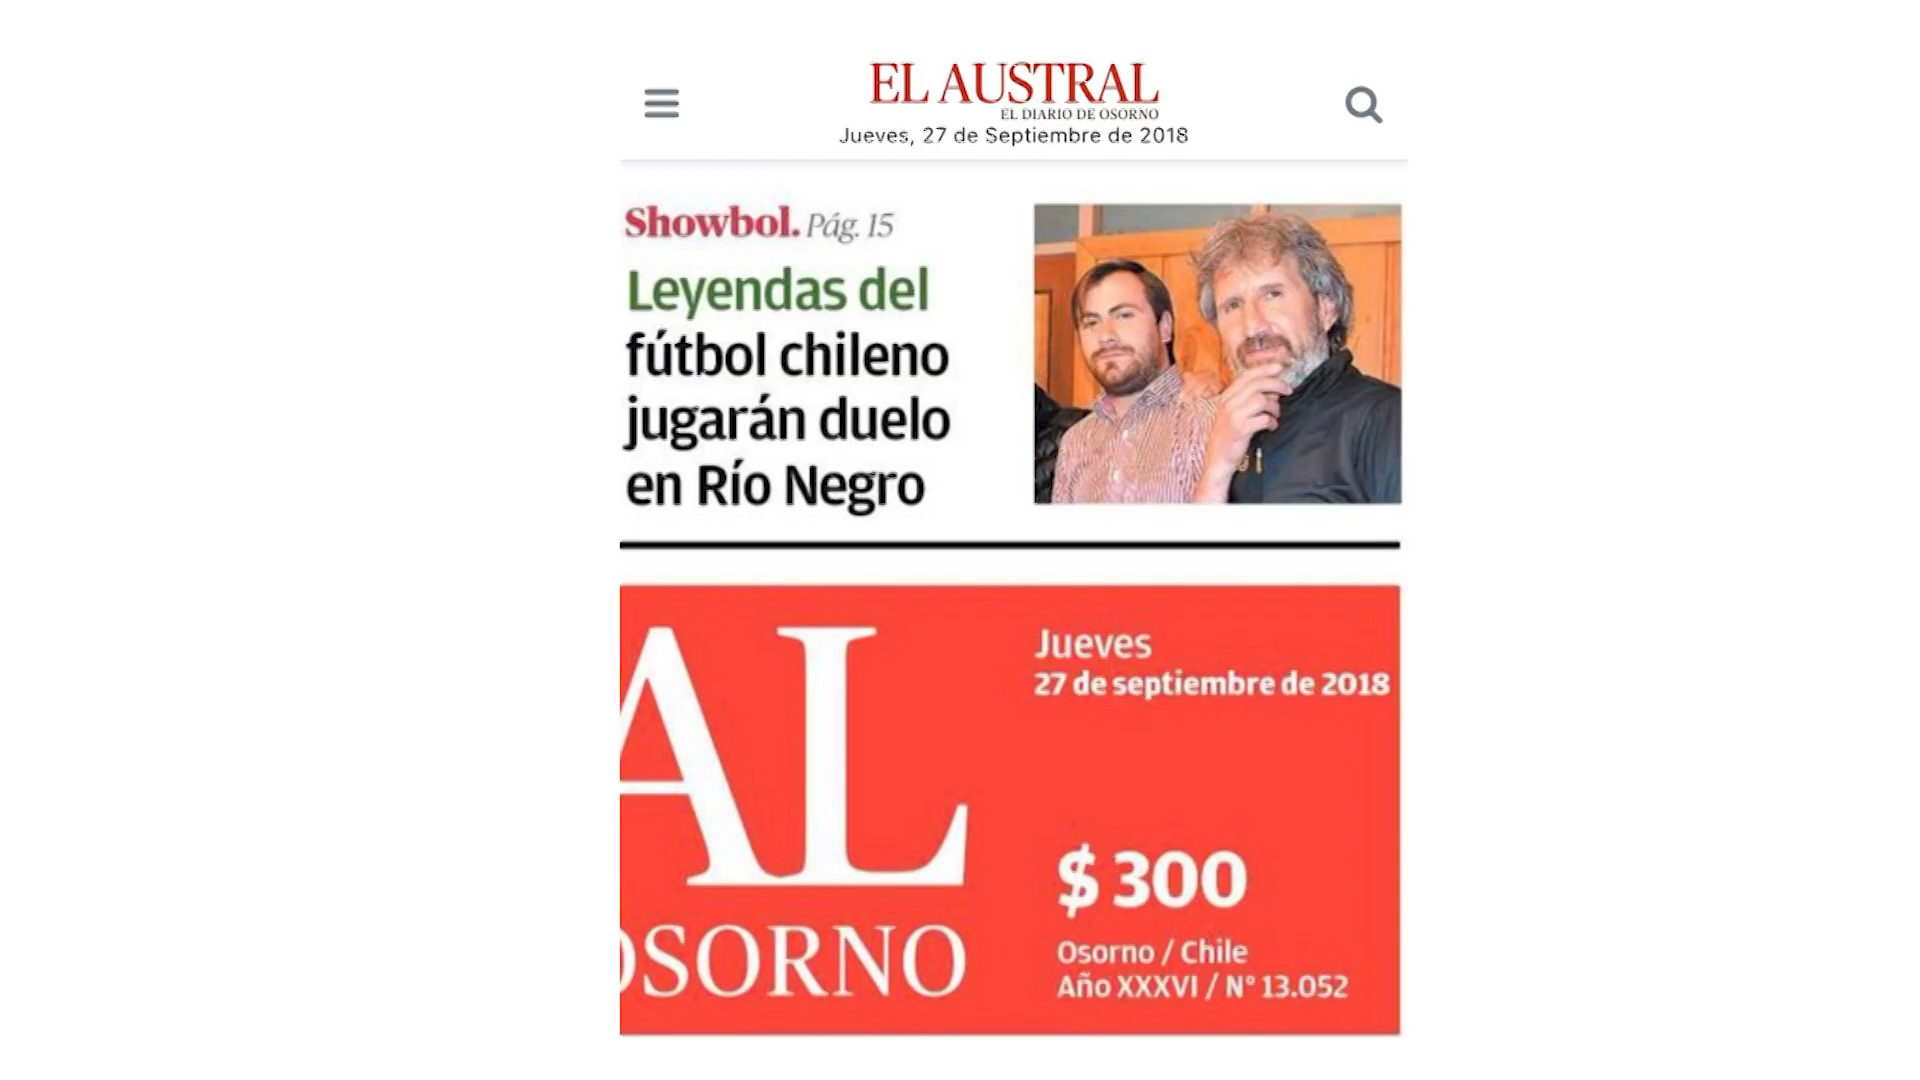 EL AUSTRAL
EL DIARIO DE OSORNO
Jueves, 27 de Septiembre de 2018
Showbol. Pág. 15
Leyendas del
fútbol chileno
jugarán duelo
en Río Negro
AL
OSORNO
Jueves
27 de septiembre de 2018
$ 300
Osorno / Chile
Año XXXVI / N° 13.052